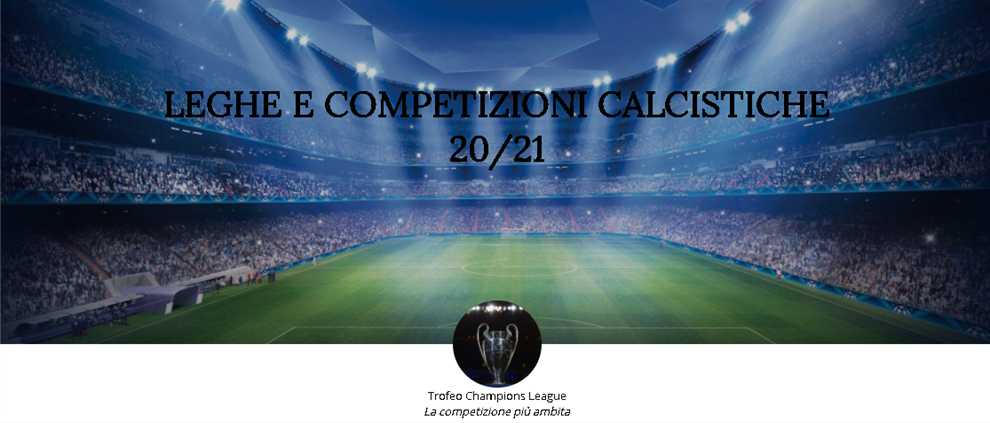 LEGHE E COMPETIZIONI CALCISTICHE
20/21
Trofeo Champions League
La competizione più ambita